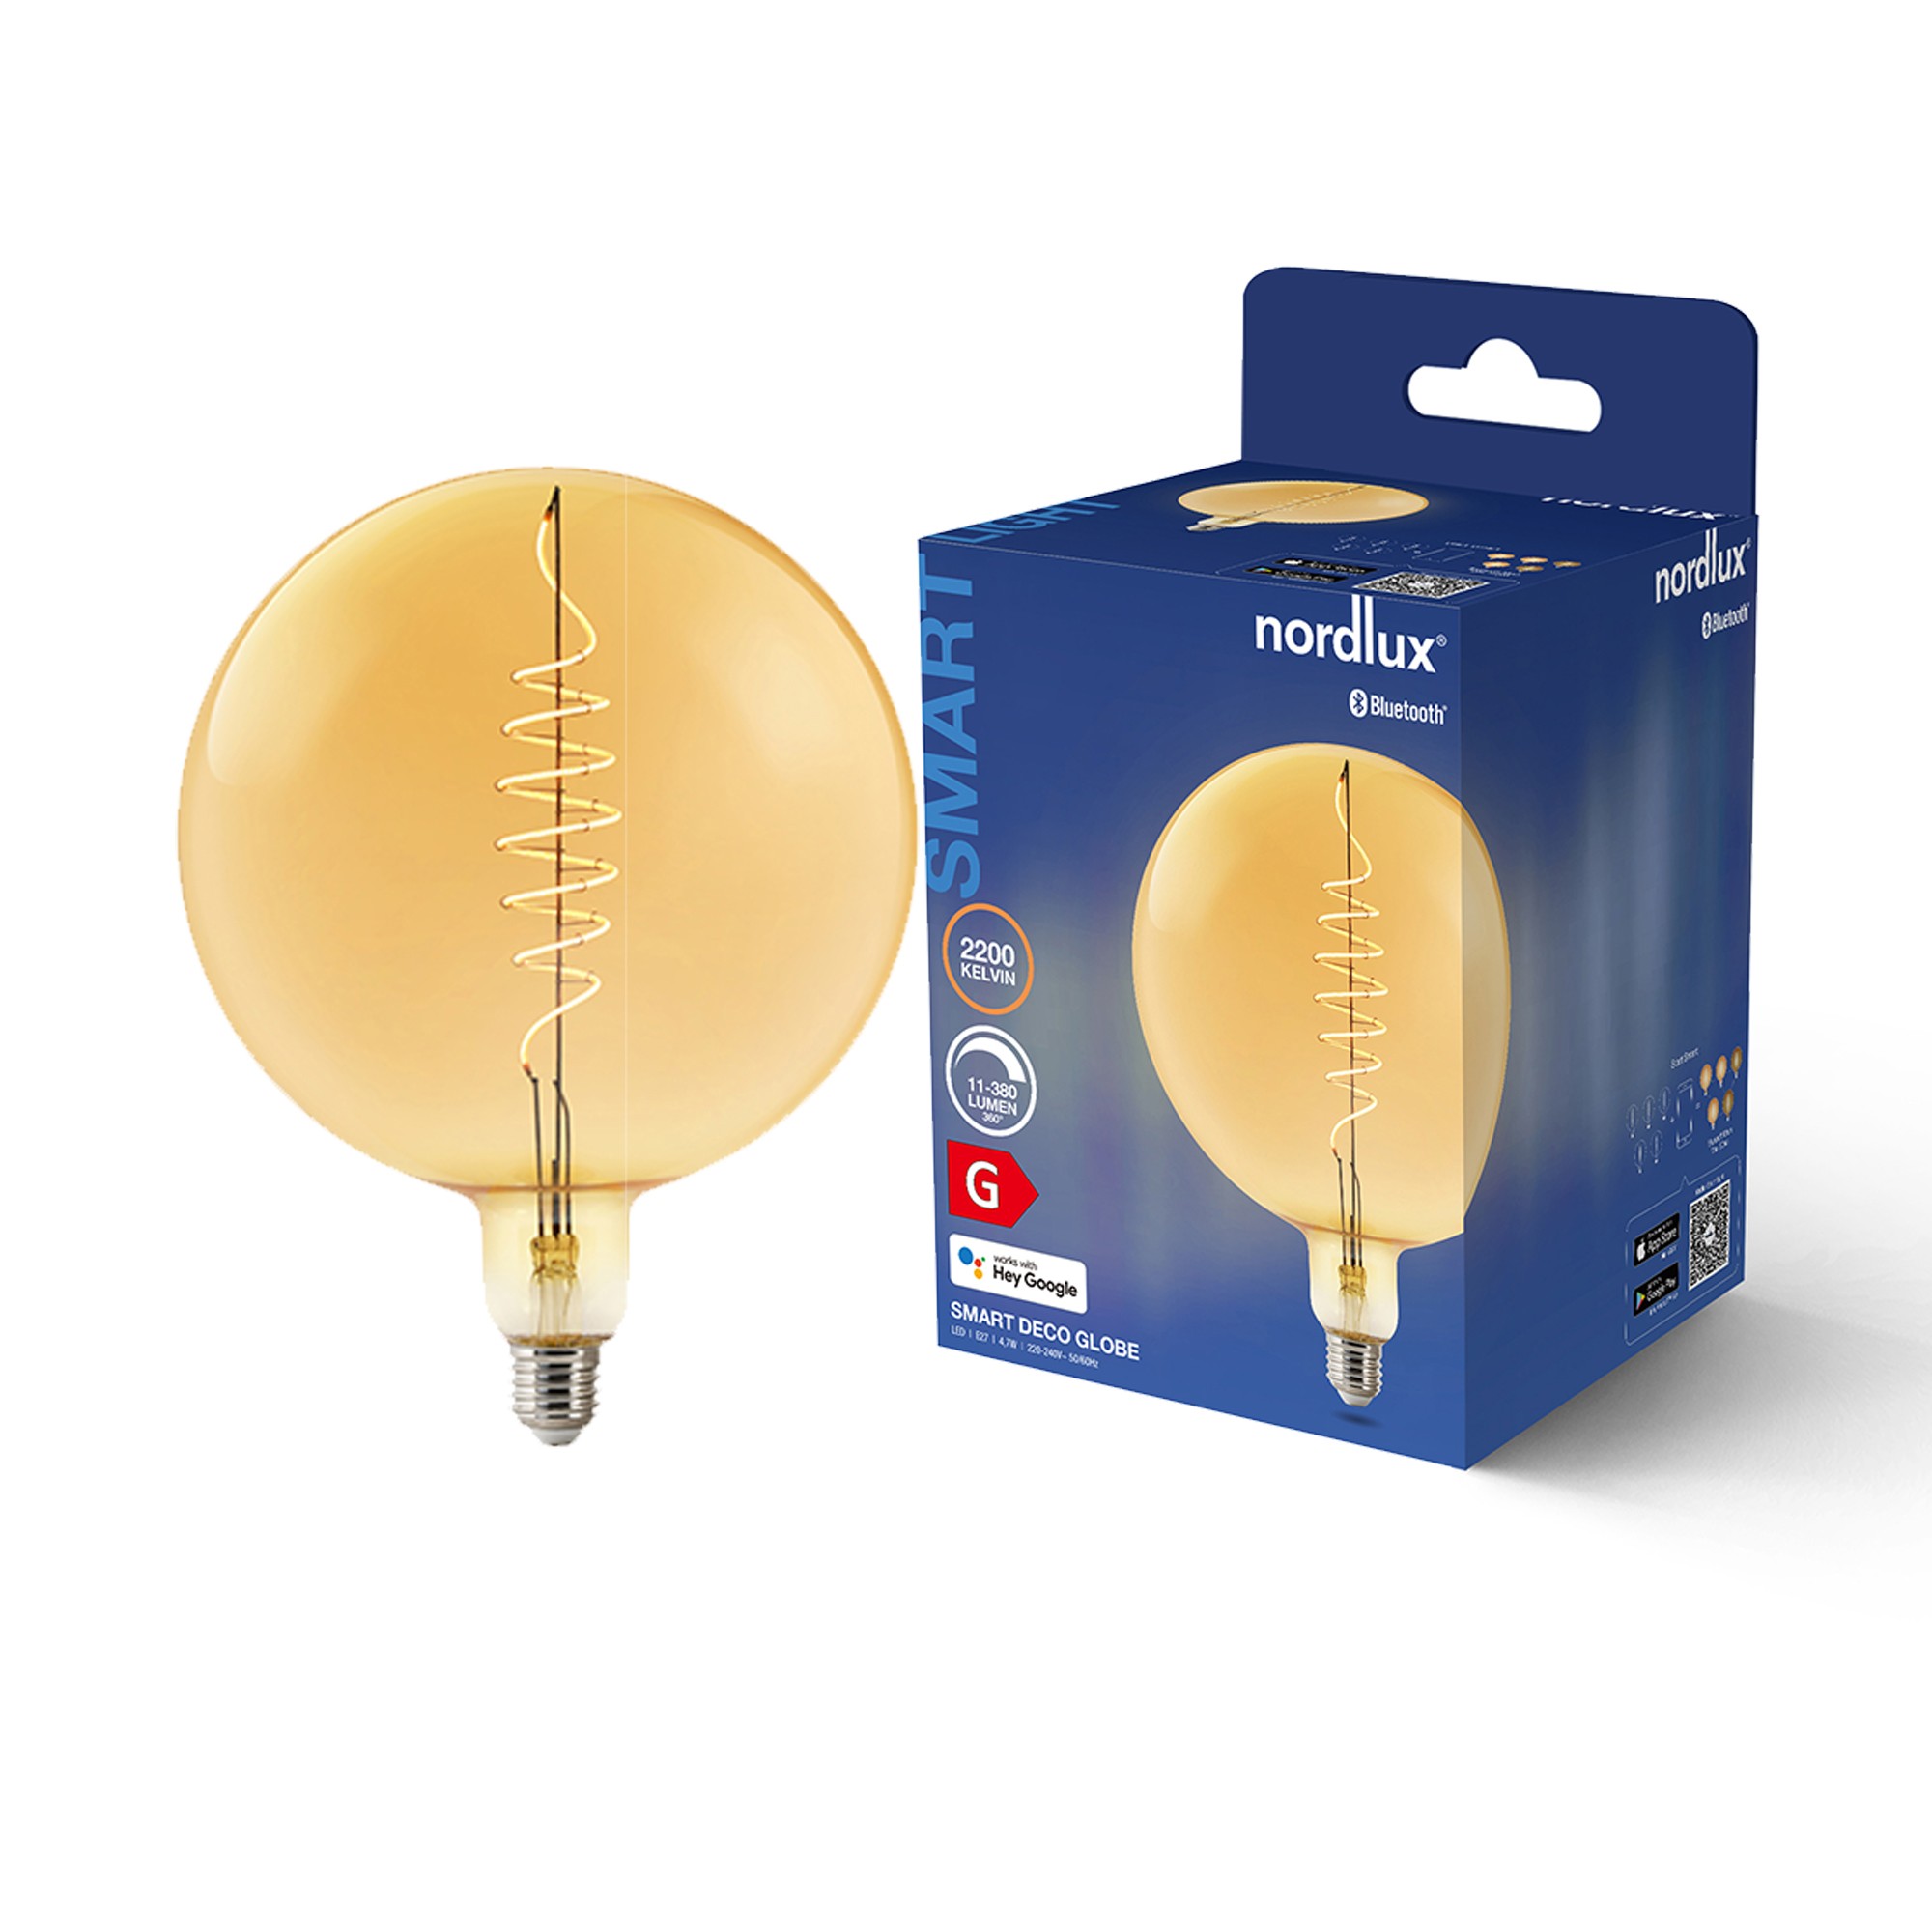 LIGHT
nordlux
SMART
nordlux®
Bluetooth®
2200
KELVIN
11-380
LUMEN
360°
G
works with
Hey Google
SMART DECO GLOBE
LED | E27 | 4,7W | 220-240V~ 50/60Hz
nordlux®
Bluetooth®
App Store
Google Play